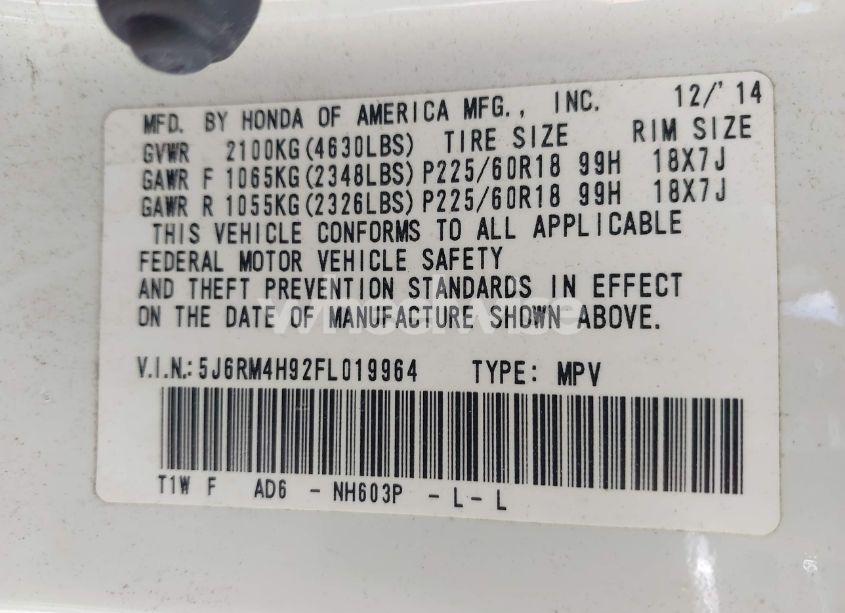 MFD. BY HONDA OF AMERICA MFG., INC. 12/'14
GVWR 2100KG(4630LBS) TIRE SIZE RIM SIZE
GAWR F 1065KG(2348LBS) P225/60R18 99H 18X7J
GAWR R 1055KG(2326LBS) P225/60R18 99H 18X7J
THIS VEHICLE CONFORMS TO ALL APPLICABLE
FEDERAL MOTOR VEHICLE SAFETY
AND THEFT PREVENTION STANDARDS IN EFFECT
ON THE DATE OF MANUFACTURE SHOWN ABOVE.
V.I.N.:5J6RM4H92FL019964 TYPE: MPV
T1W F AD6 - NH603P - L- L